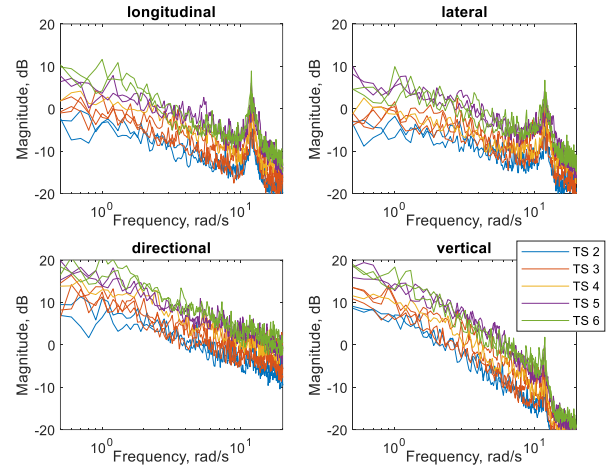 longitudinal
lateral
20
10
0
-10
-20
Magnitude, dB
10⁰
10¹
Frequency, rad/s
20
10
0
-10
-20
Magnitude, dB
10⁰
10¹
Frequency, rad/s
directional
vertical
20
10
0
-10
-20
Magnitude, dB
10⁰
10¹
Frequency, rad/s
20
10
0
-10
-20
Magnitude, dB
10⁰
10¹
Frequency, rad/s
TS 2
TS 3
TS 4
TS 5
TS 6